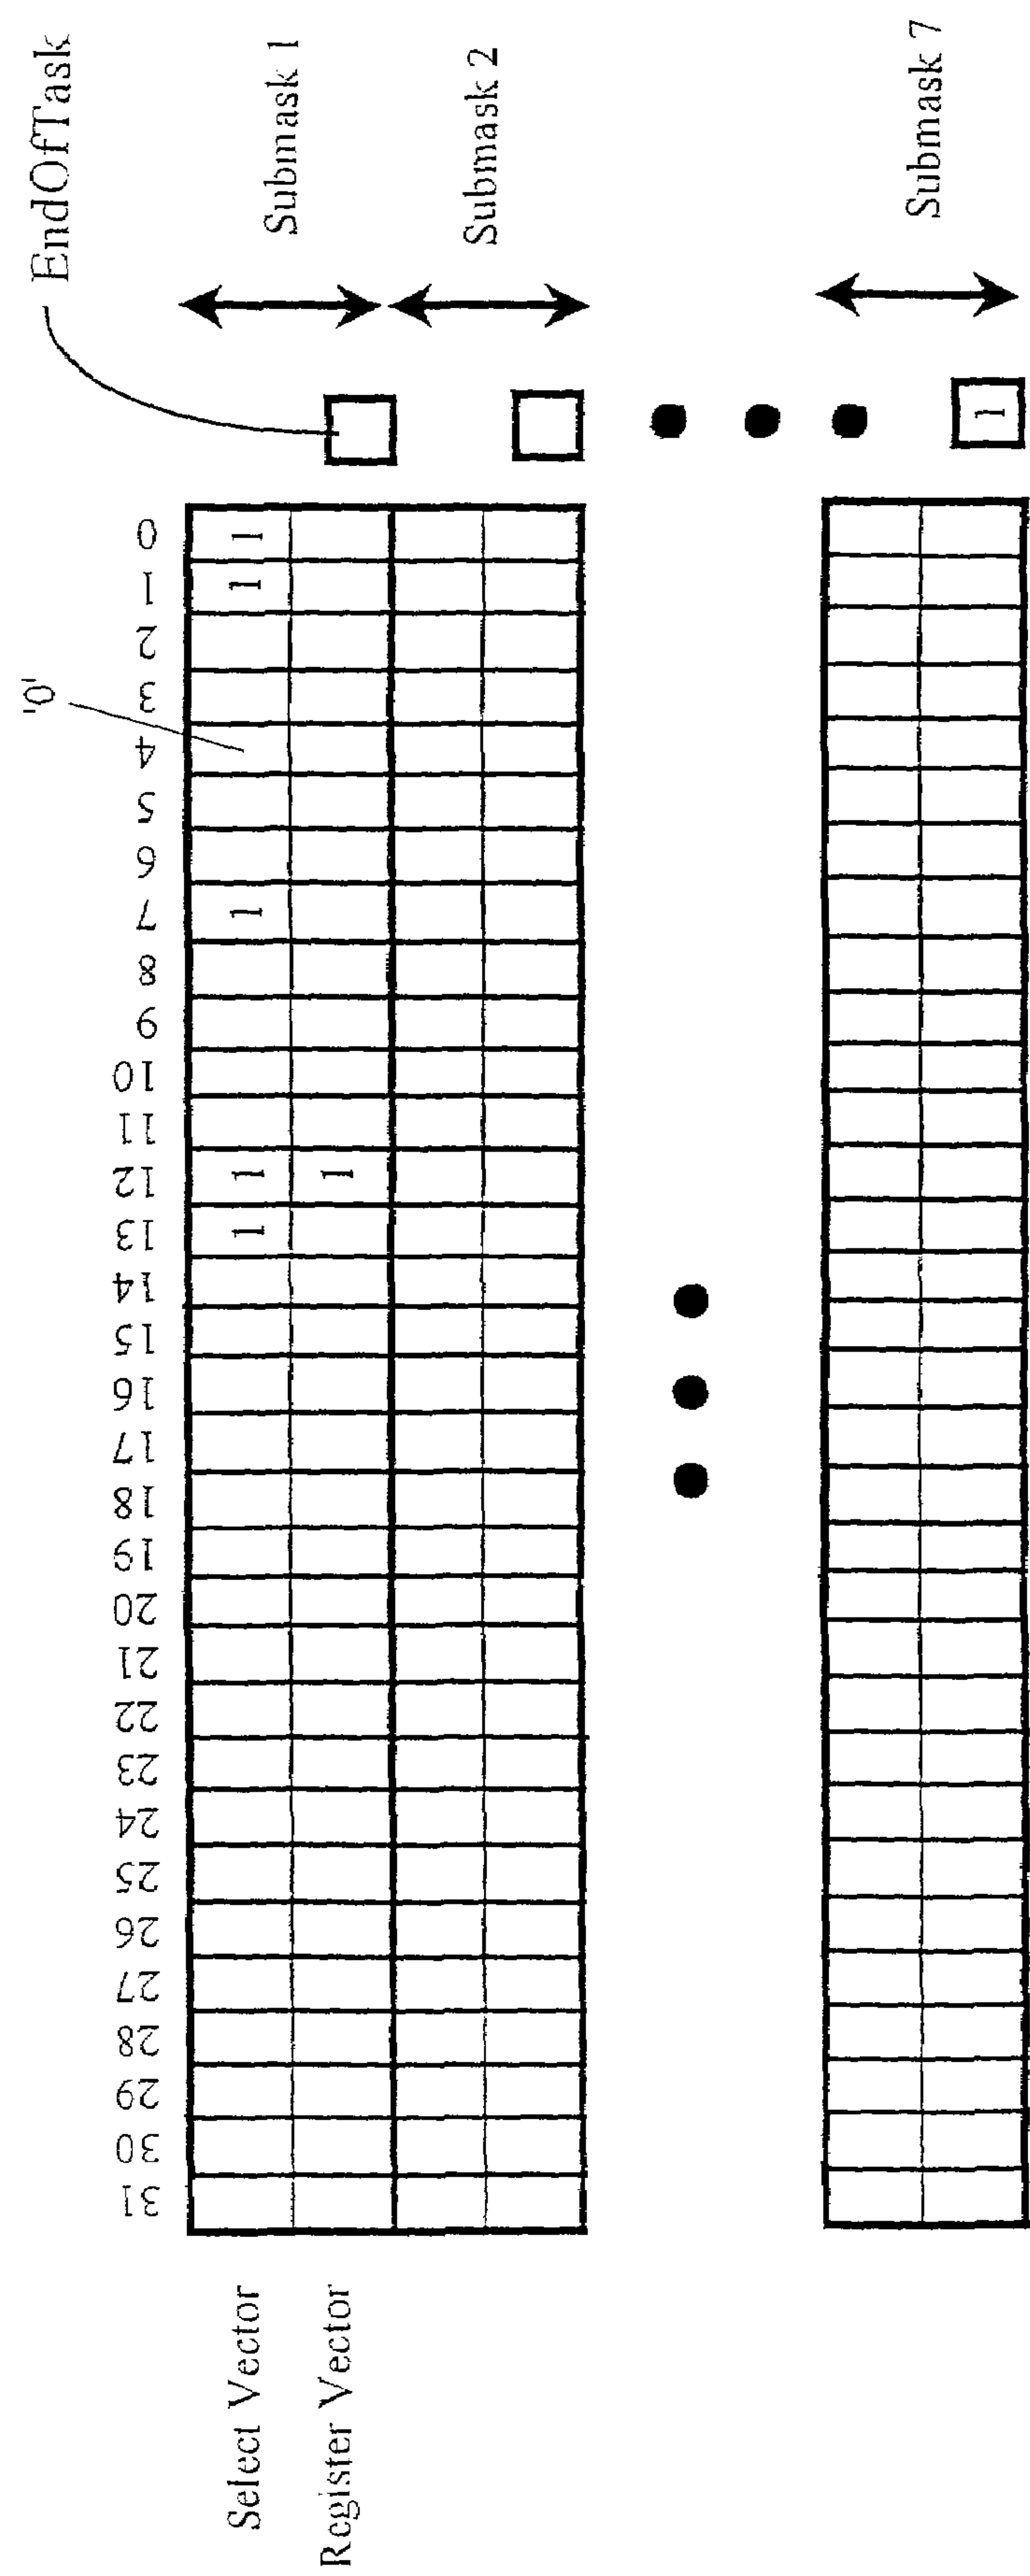 '0'
EndOfTask
31 30 29 28 27 26 25 24 23 22 21 20 19 18 17 16 15 14 13 12 11 10 9 8 7 6 5 4 3 2 1 0
Select Vector 1 1 1 1 1
Submask 1
Register Vector 1
Submask 2
1
Submask 7